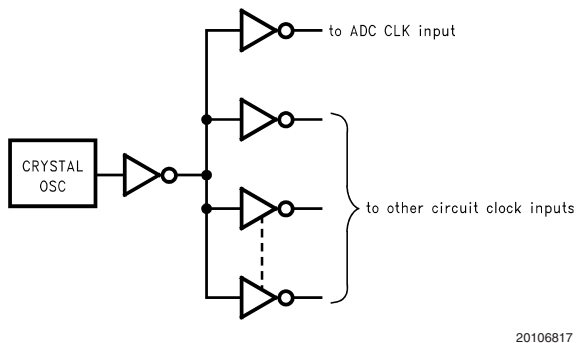 to ADC CLK input
CRYSTAL
OSC
to other circuit clock inputs
20106817